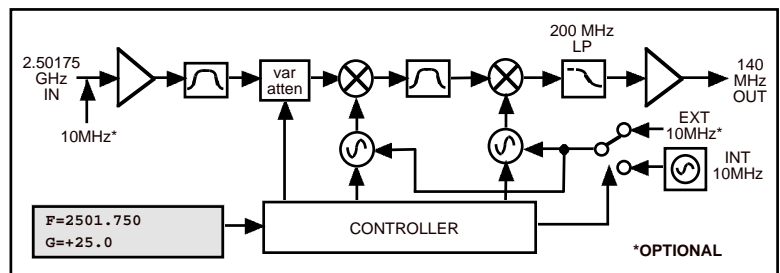 2.50175
GHz
IN
10MHz*
var
atten
200 MHz
LP
140
MHz
OUT
EXT
10MHz*
INT
10MHz
F=2501.750
G=+25.0
CONTROLLER
*OPTIONAL